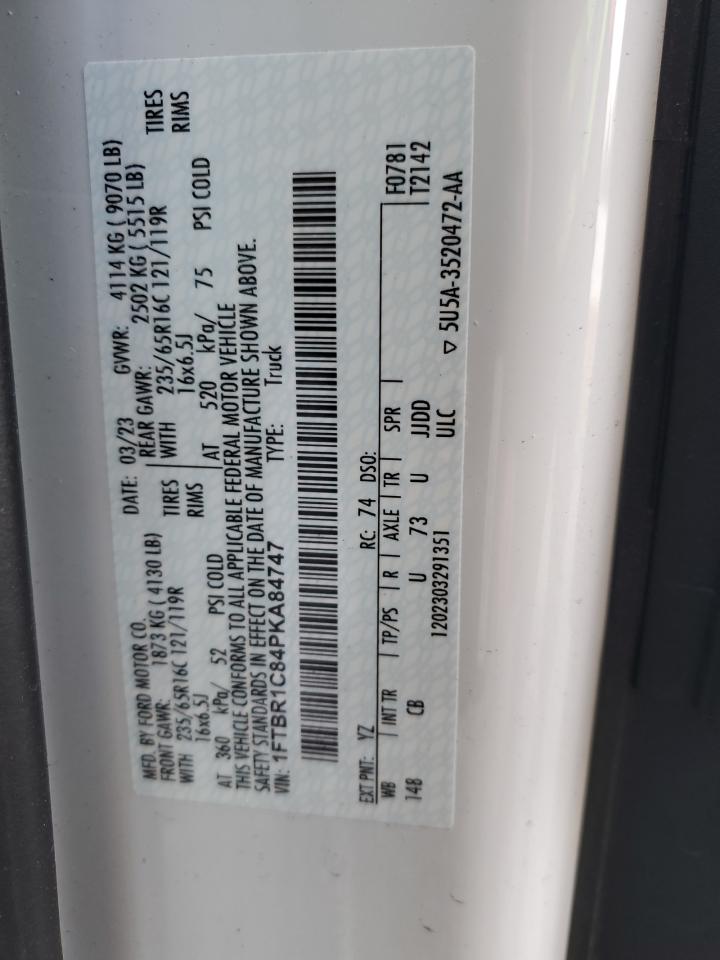 MFD. BY FORD MOTOR CO.
DATE: 03/23 GVWR: 4114 KG ( 9070 LB)
FRONT GAWR: 1873 KG ( 4130 LB) REAR GAWR: 2502 KG ( 5515 LB)
WITH 235/65R16C 121/119R TIRES WITH 235/65R16C 121/119R TIRES
16x6.5J RIMS 16x6.5J RIMS
AT 360 kPa/ 52 PSI COLD AT 520 kPa/ 75 PSI COLD
THIS VEHICLE CONFORMS TO ALL APPLICABLE FEDERAL MOTOR VEHICLE
SAFETY STANDARDS IN EFFECT ON THE DATE OF MANUFACTURE SHOWN ABOVE.
VIN: 1FTBR1C84PKA84747 TYPE: Truck
EXT PNT: YZ RC: 74 DSO:
WB INT TR TP/PS R AXLE TR SPR F0781
148 CB U 73 U JJDD T2142
1202303291351 ULC
▽ 5U5A-3520472-AA